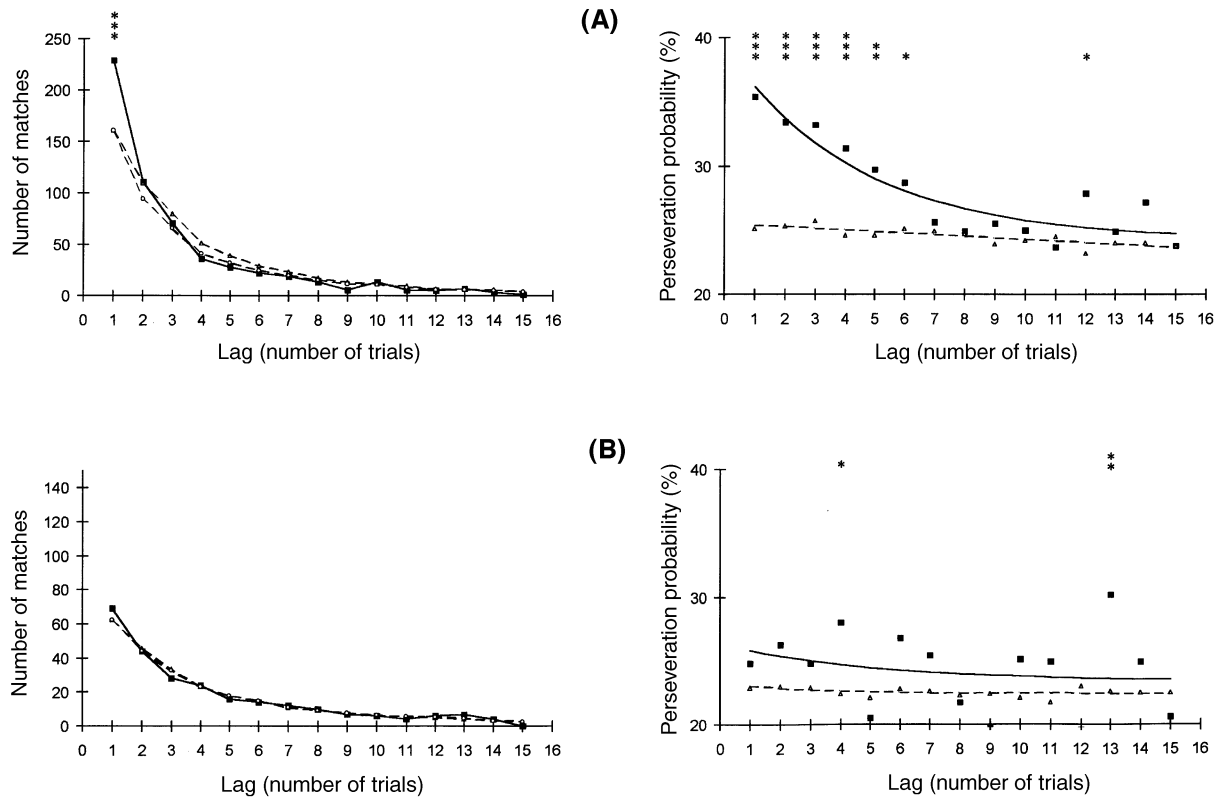 (A)
***
250
200
150
100
50
0
Number of matches
0 1 2 3 4 5 6 7 8 9 10 11 12 13 14 15 16
Lag (number of trials)
*** *** *** *** ** * *
40
30
20
Perseveration probability (%)
0 1 2 3 4 5 6 7 8 9 10 11 12 13 14 15 16
Lag (number of trials)
(B)
140
120
100
80
60
40
20
0
Number of matches
0 1 2 3 4 5 6 7 8 9 10 11 12 13 14 15 16
Lag (number of trials)
* **
40
30
20
Perseveration probability (%)
0 1 2 3 4 5 6 7 8 9 10 11 12 13 14 15 16
Lag (number of trials)